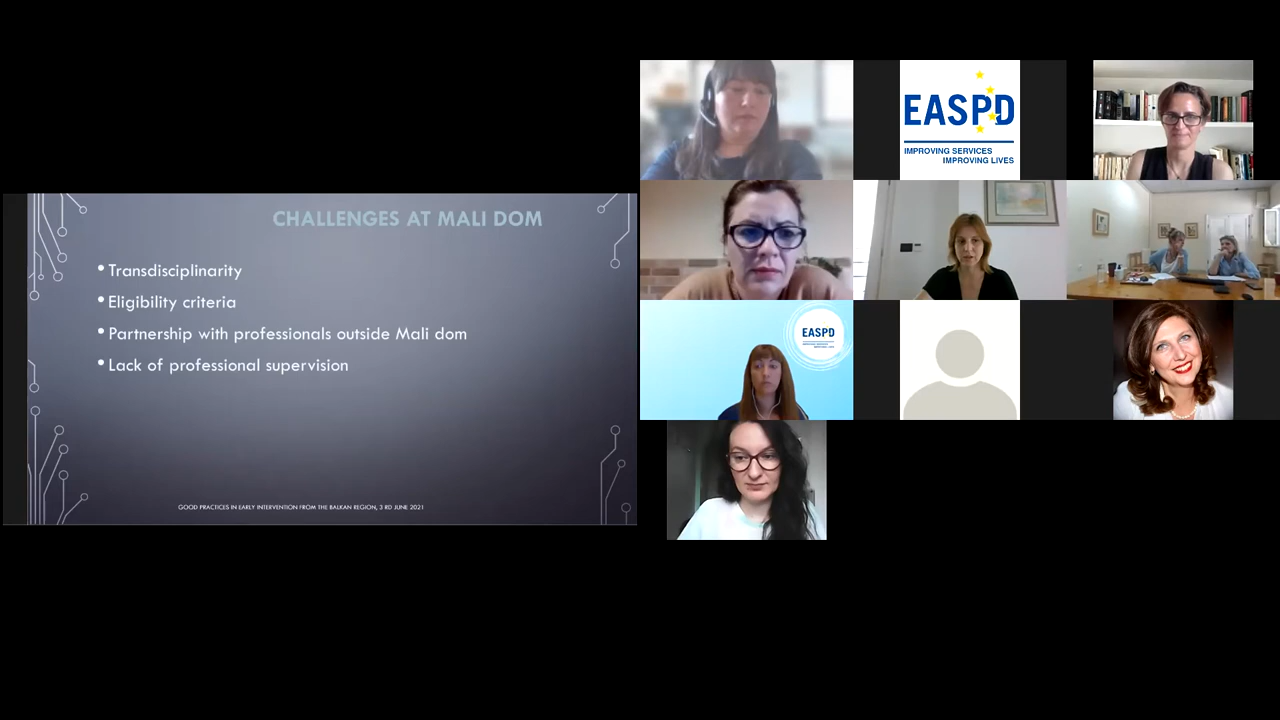 CHALLENGES AT MALI DOM
• Transdisciplinarity
• Eligibility criteria
• Partnership with professionals outside Mali dom
• Lack of professional supervision
GOOD PRACTICES IN EARLY INTERVENTION FROM THE BALKAN REGION, 3 RD JUNE 2021
EASPD
IMPROVING SERVICES
IMPROVING LIVES
EASPD